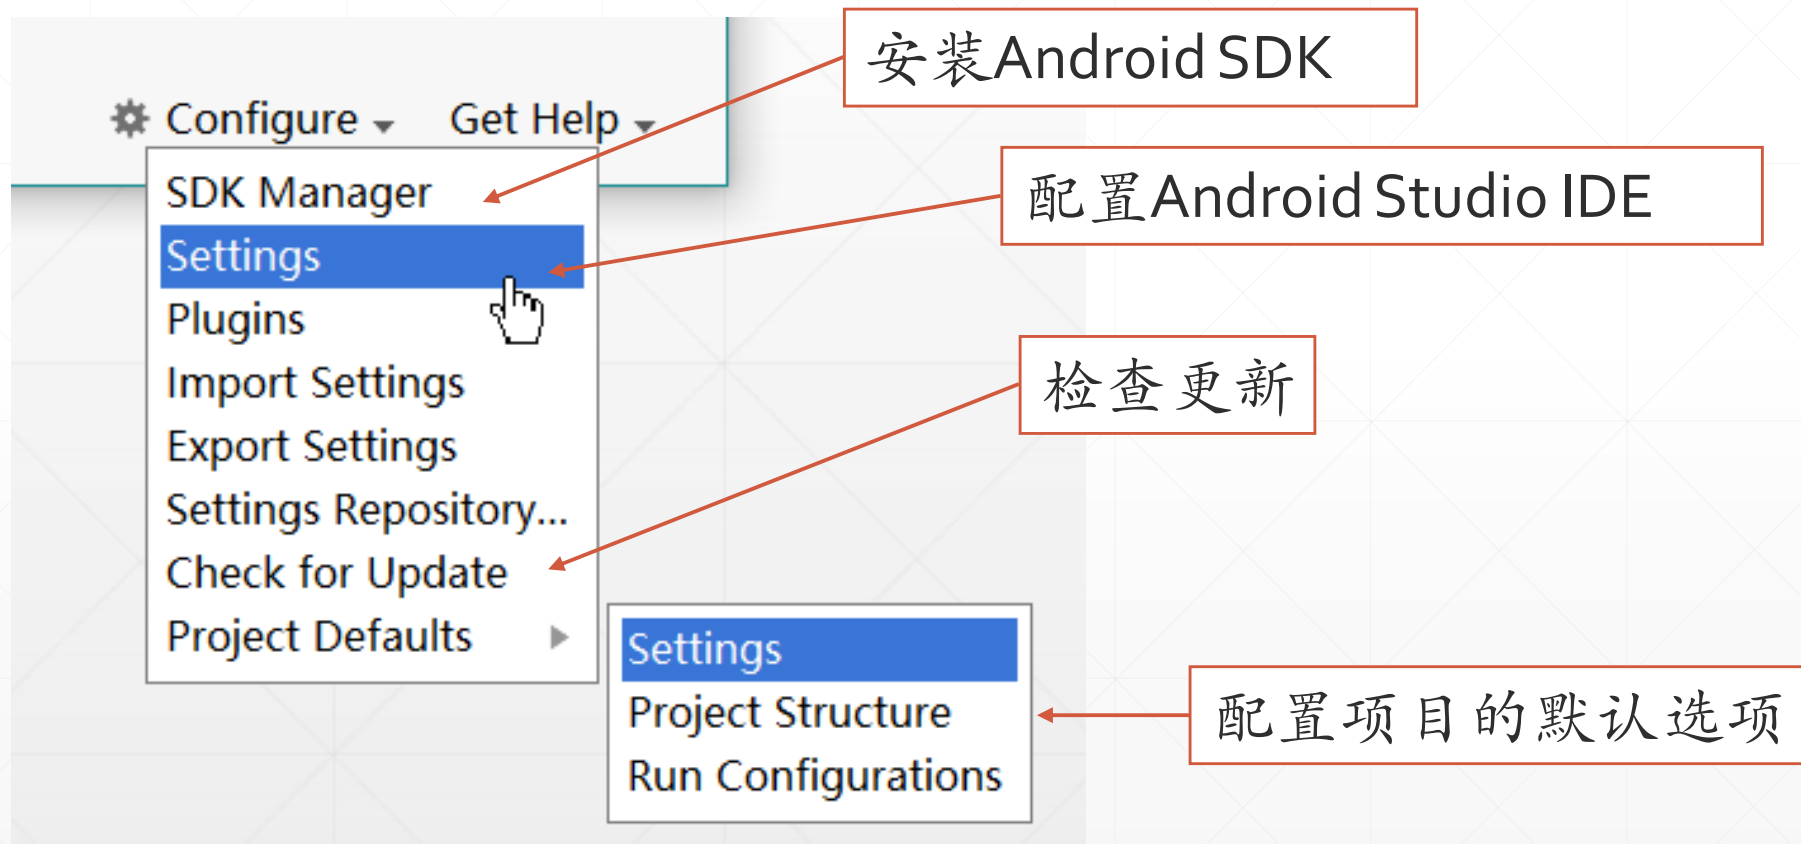 安装Android SDK
Configure Get Help
SDK Manager
配置Android Studio IDE
Settings
Plugins
Import Settings
检查更新
Export Settings
Settings Repository...
Check for Update
Project Defaults
Settings
Project Structure
配置项目的默认选项
Run Configurations